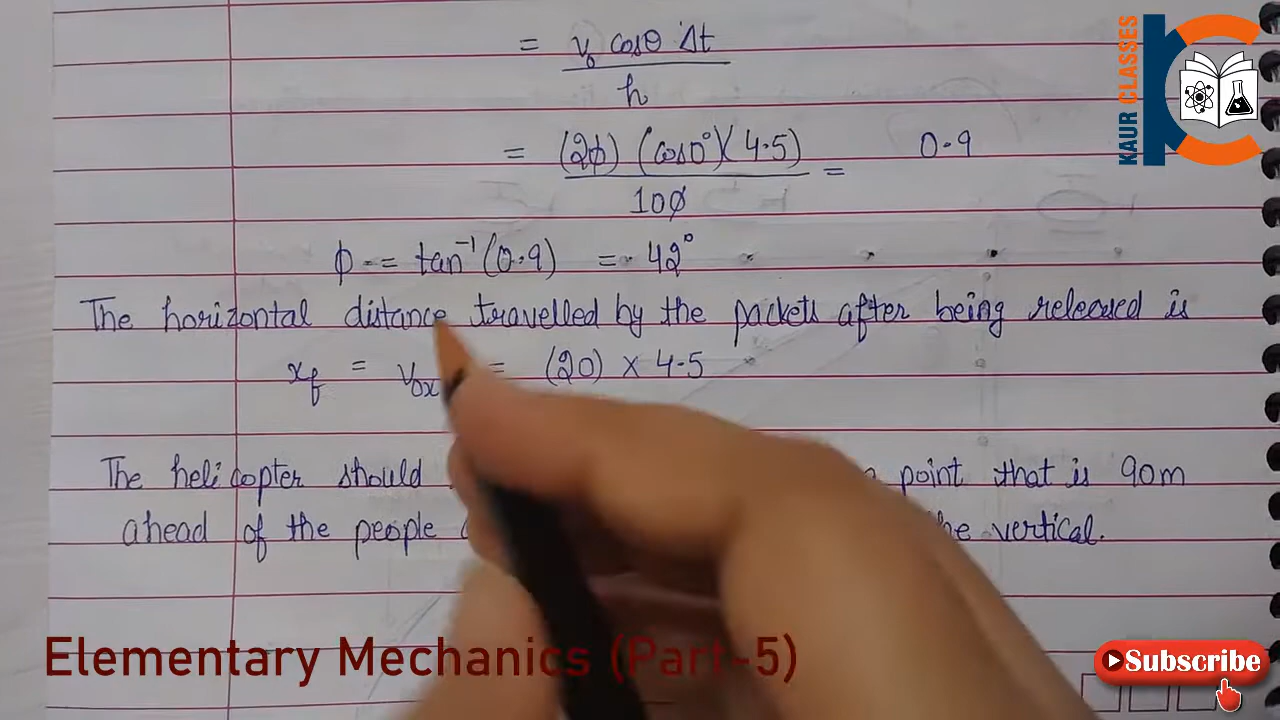 = v₀ cosθ Δt
h
= (20) (cos0°)(4.5) = 0.9
100
ϕ = tan⁻¹(0.9) = 42°
The horizontal distance travelled by the packets after being released is
x_f = v₀ₓ = (20) × 4.5
The helicopter should point that is 90m
ahead of the people the vertical.
Elementary Mechanics (Part-5)
KAUR CLASSES
Subscribe